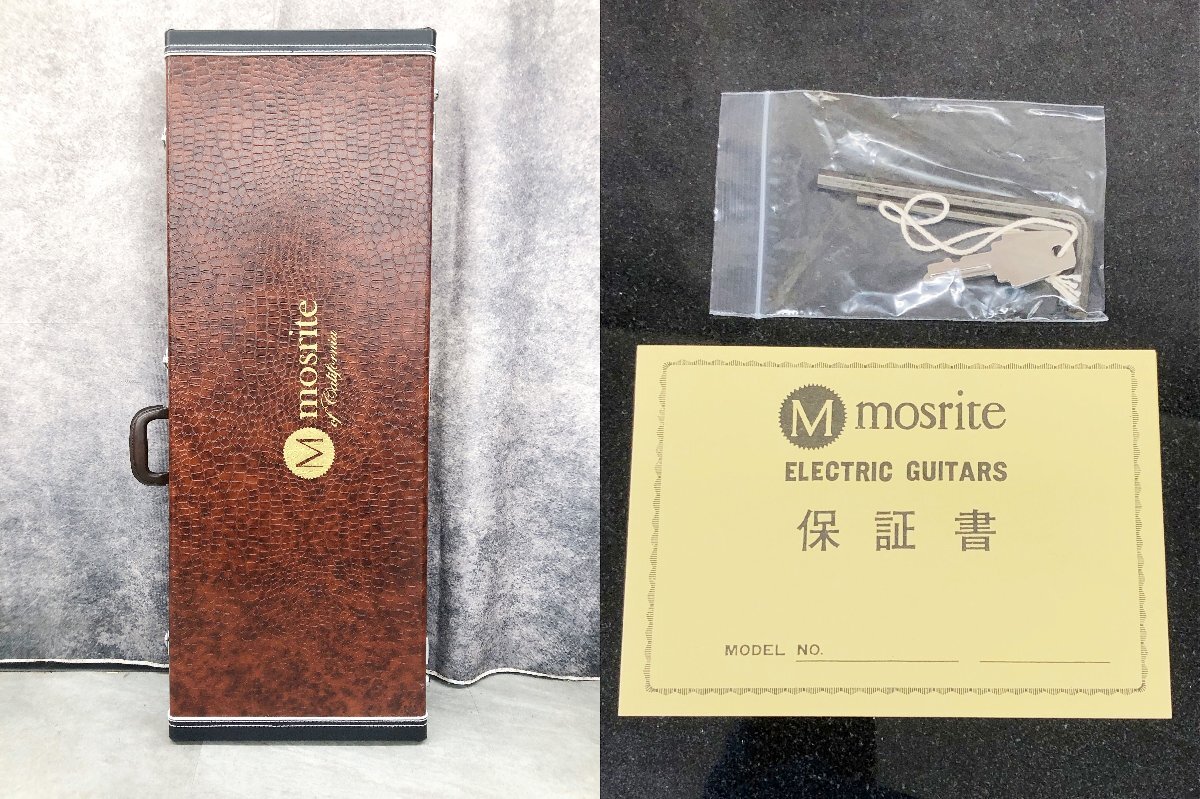 M mosrite
of California
M mosrite
ELECTRIC GUITARS
保証書
MODEL NO.